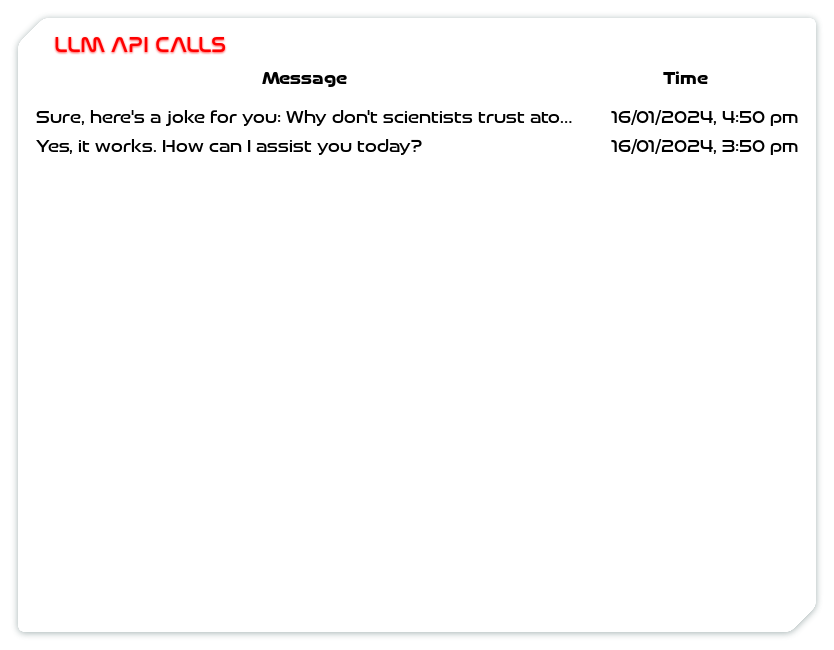 LLM API CALLS
Message Time
Sure, here's a joke for you: Why don't scientists trust ato... 16/01/2024, 4:50 pm
Yes, it works. How can I assist you today? 16/01/2024, 3:50 pm